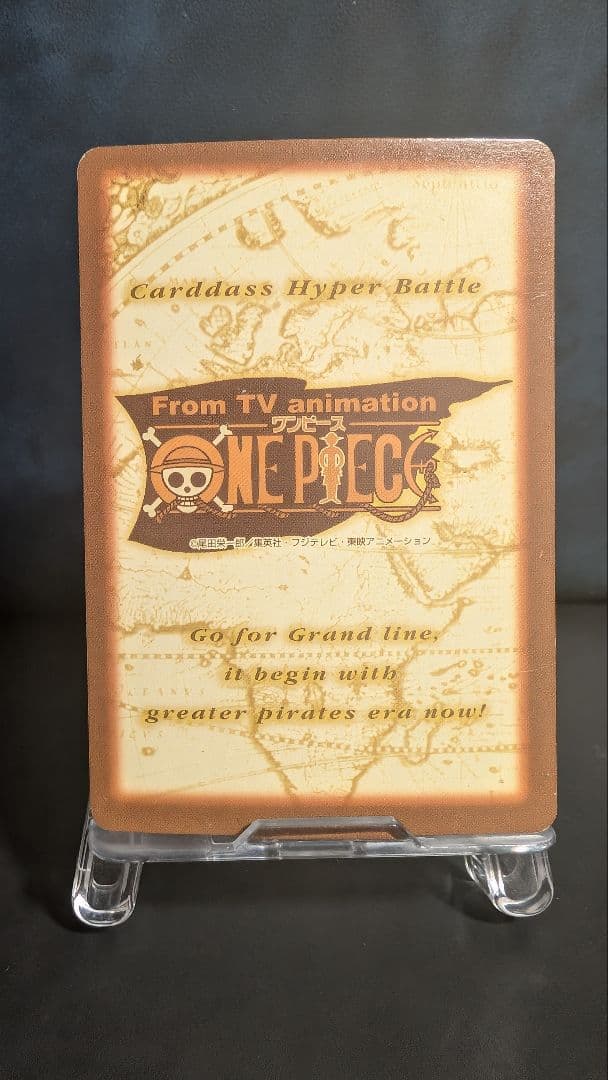 Carddass Hyper Battle
From TV animation
ワンピース
ONE PIECE
©尾田栄一郎／集英社・フジテレビ・東映アニメーション
Go for Grand line,
it begin with
greater pirates era now!